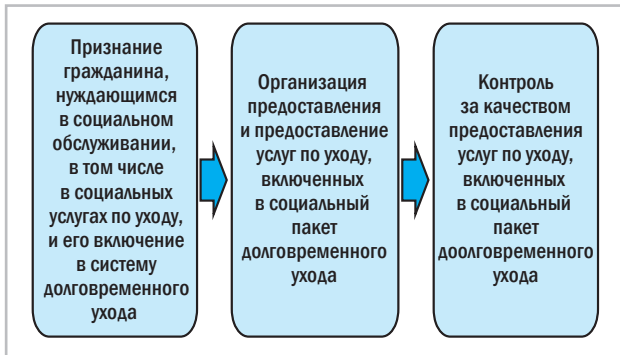 Признание
гражданина,
нуждающимся
в социальном
обслуживании,
в том числе
в социальных
услугах по уходу,
и его включение
в систему
долговременного
ухода
Организация
предоставления
и предоставление
услуг по уходу,
включенных
в социальный
пакет
долговременного
ухода
Контроль
за качеством
предоставления
услуг по уходу,
включенных
в социальный
пакет
доолговременного
ухода